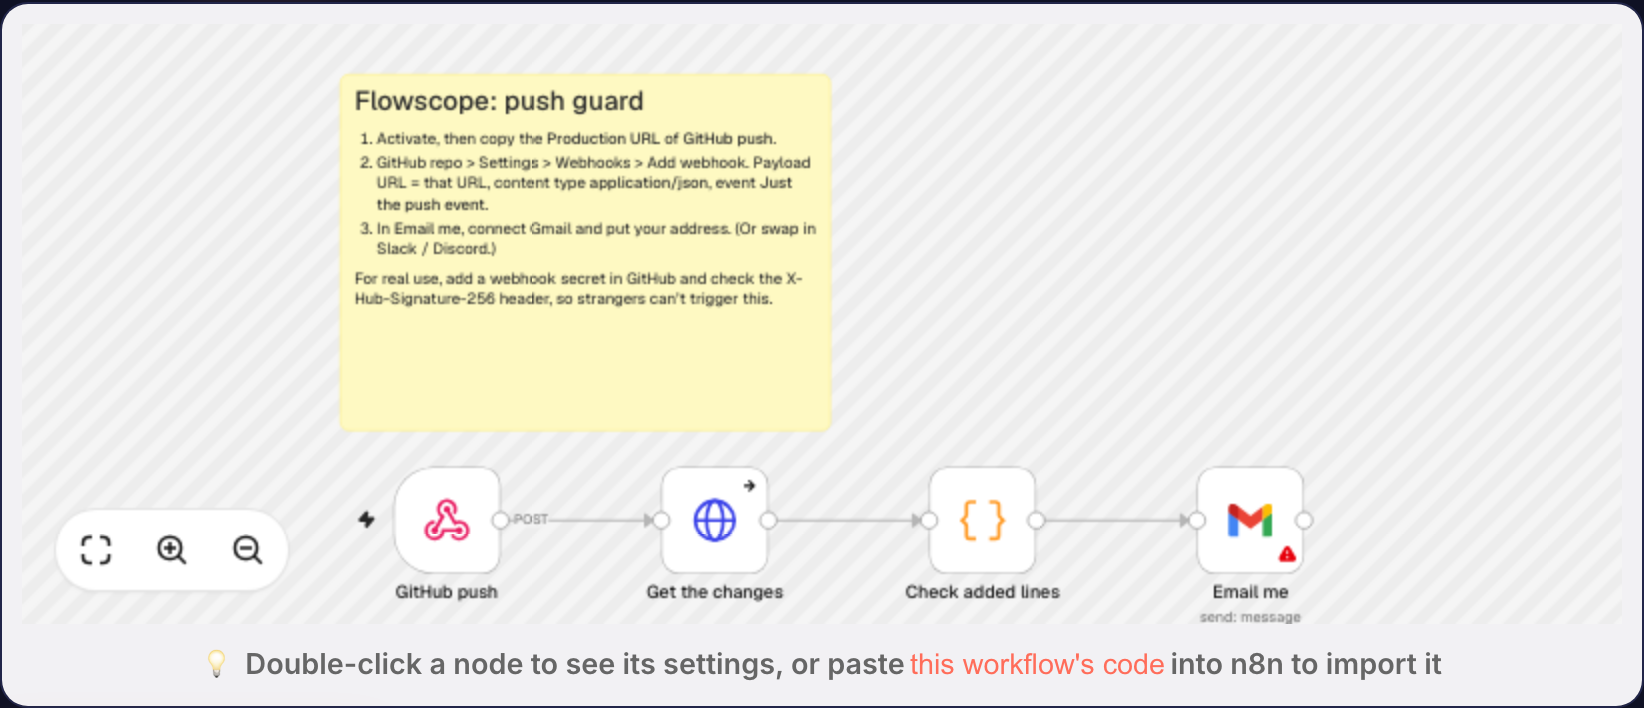 Flowscope: push guard
1. Activate, then copy the Production URL of GitHub push.
2. GitHub repo > Settings > Webhooks > Add webhook. Payload
URL = that URL, content type application/json, event Just
the push event.
3. In Email me, connect Gmail and put your address. (Or swap in
Slack / Discord.)
For real use, add a webhook secret in GitHub and check the X-
Hub-Signature-256 header, so strangers can't trigger this.
POST
GitHub push
Get the changes
Check added lines
Email me
send: message
Double-click a node to see its settings, or paste this workflow's code into n8n to import it